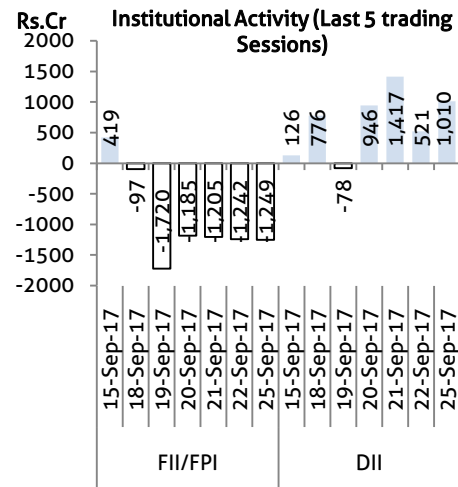 Rs.Cr
Institutional Activity (Last 5 trading
Sessions)
2000
1500
1000
500
0
-500
-1000
-1500
-2000
419
-97
-1,720
-1,185
-1,205
-1,242
-1,249
126
776
-78
946
1,417
521
1,010
15-Sep-17
18-Sep-17
19-Sep-17
20-Sep-17
21-Sep-17
22-Sep-17
25-Sep-17
15-Sep-17
18-Sep-17
19-Sep-17
20-Sep-17
21-Sep-17
22-Sep-17
25-Sep-17
FII/FPI
DII